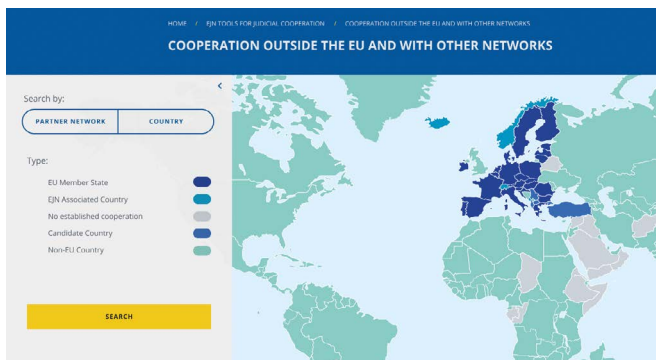 HOME / EJN TOOLS FOR JUDICIAL COOPERATION / COOPERATION OUTSIDE THE EU AND WITH OTHER NETWORKS
COOPERATION OUTSIDE THE EU AND WITH OTHER NETWORKS
Search by:
PARTNER NETWORK COUNTRY
Type:
EU Member State
EJN Associated Country
No established cooperation
Candidate Country
Non-EU Country
SEARCH